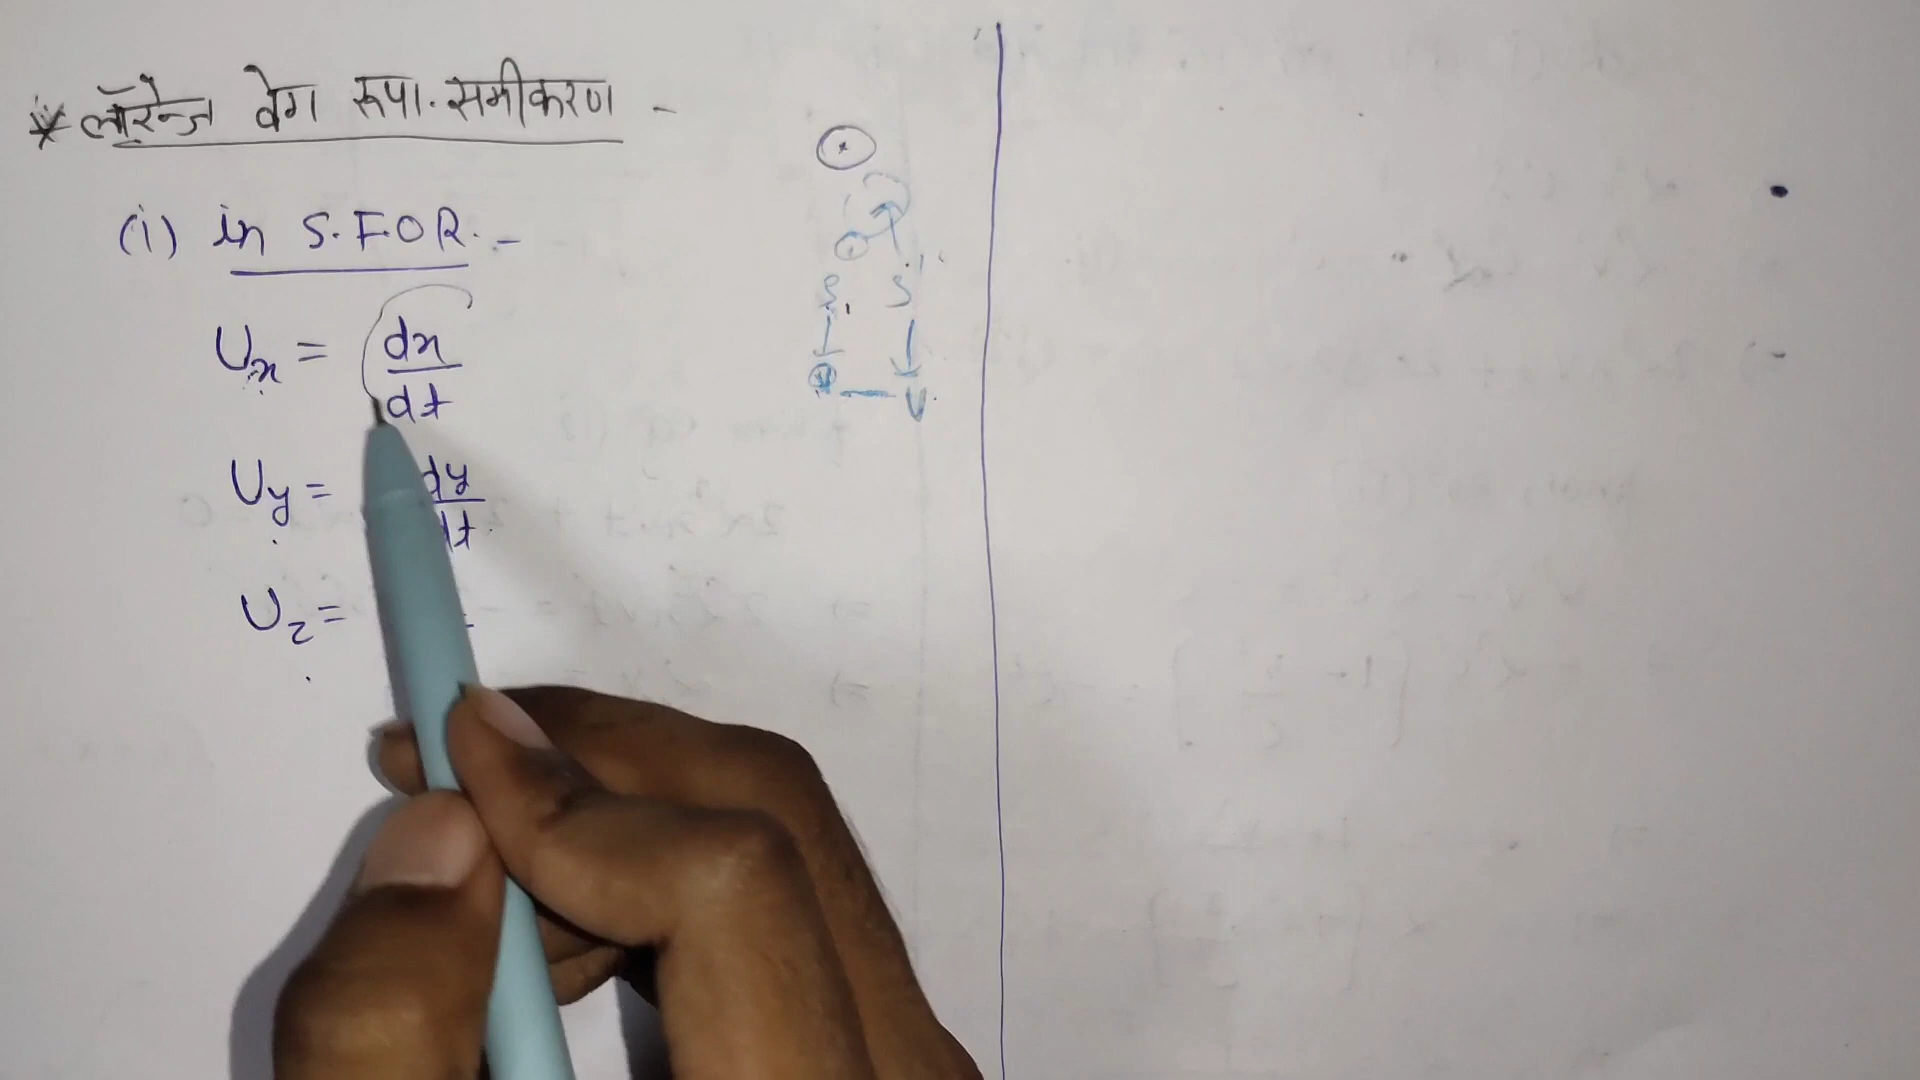 * लॉरेन्ज वेग रूपा. समीकरण -
(i) in S.F.O.R. -
Ux = dx
dt
Uy = dy
dt
Uz =
S S'